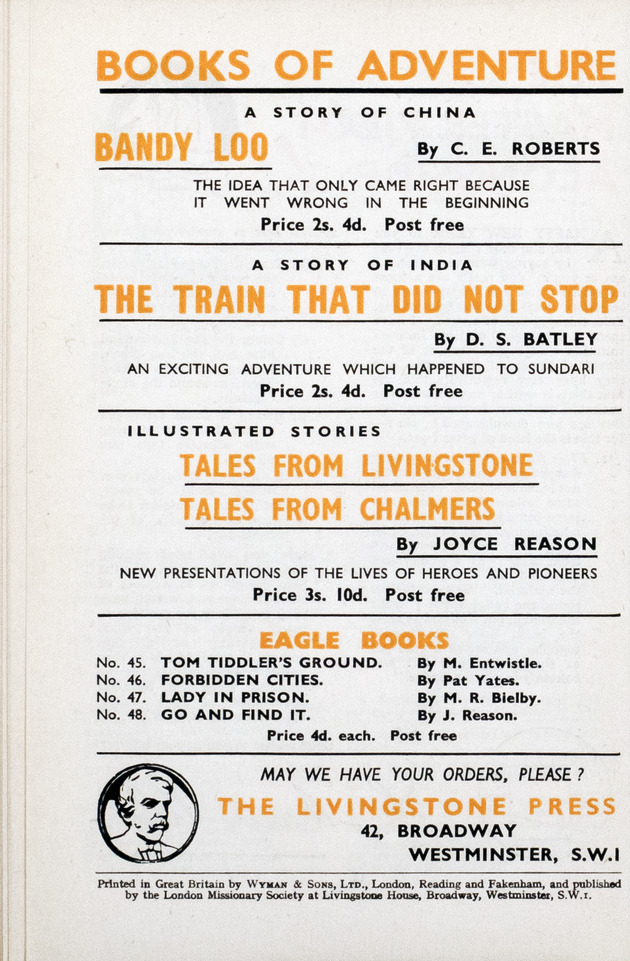 BOOKS OF ADVENTURE
A STORY OF CHINA
BANDY LOO
By C. E. ROBERTS
THE IDEA THAT ONLY CAME RIGHT BECAUSE
IT WENT WRONG IN THE BEGINNING
Price 2s. 4d. Post free
A STORY OF INDIA
THE TRAIN THAT DID NOT STOP
By D. S. BATLEY
AN EXCITING ADVENTURE WHICH HAPPENED TO SUNDARI
Price 2s. 4d. Post free
ILLUSTRATED STORIES
TALES FROM LIVINGSTONE
TALES FROM CHALMERS
By JOYCE REASON
NEW PRESENTATIONS OF THE LIVES OF HEROES AND PIONEERS
Price 3s. 10d. Post free
EAGLE BOOKS
No. 45. TOM TIDDLER'S GROUND. By M. Entwistle.
No. 46. FORBIDDEN CITIES. By Pat Yates.
No. 47. LADY IN PRISON. By M. R. Bielby.
No. 48. GO AND FIND IT. By J. Reason.
Price 4d. each. Post free
MAY WE HAVE YOUR ORDERS, PLEASE ?
THE LIVINGSTONE PRESS
42, BROADWAY
WESTMINSTER, S.W.1
Printed in Great Britain by WYMAN & SONS, LTD., London, Reading and Fakenham, and published
by the London Missionary Society at Livingstone House, Broadway, Westminster, S.W.1.